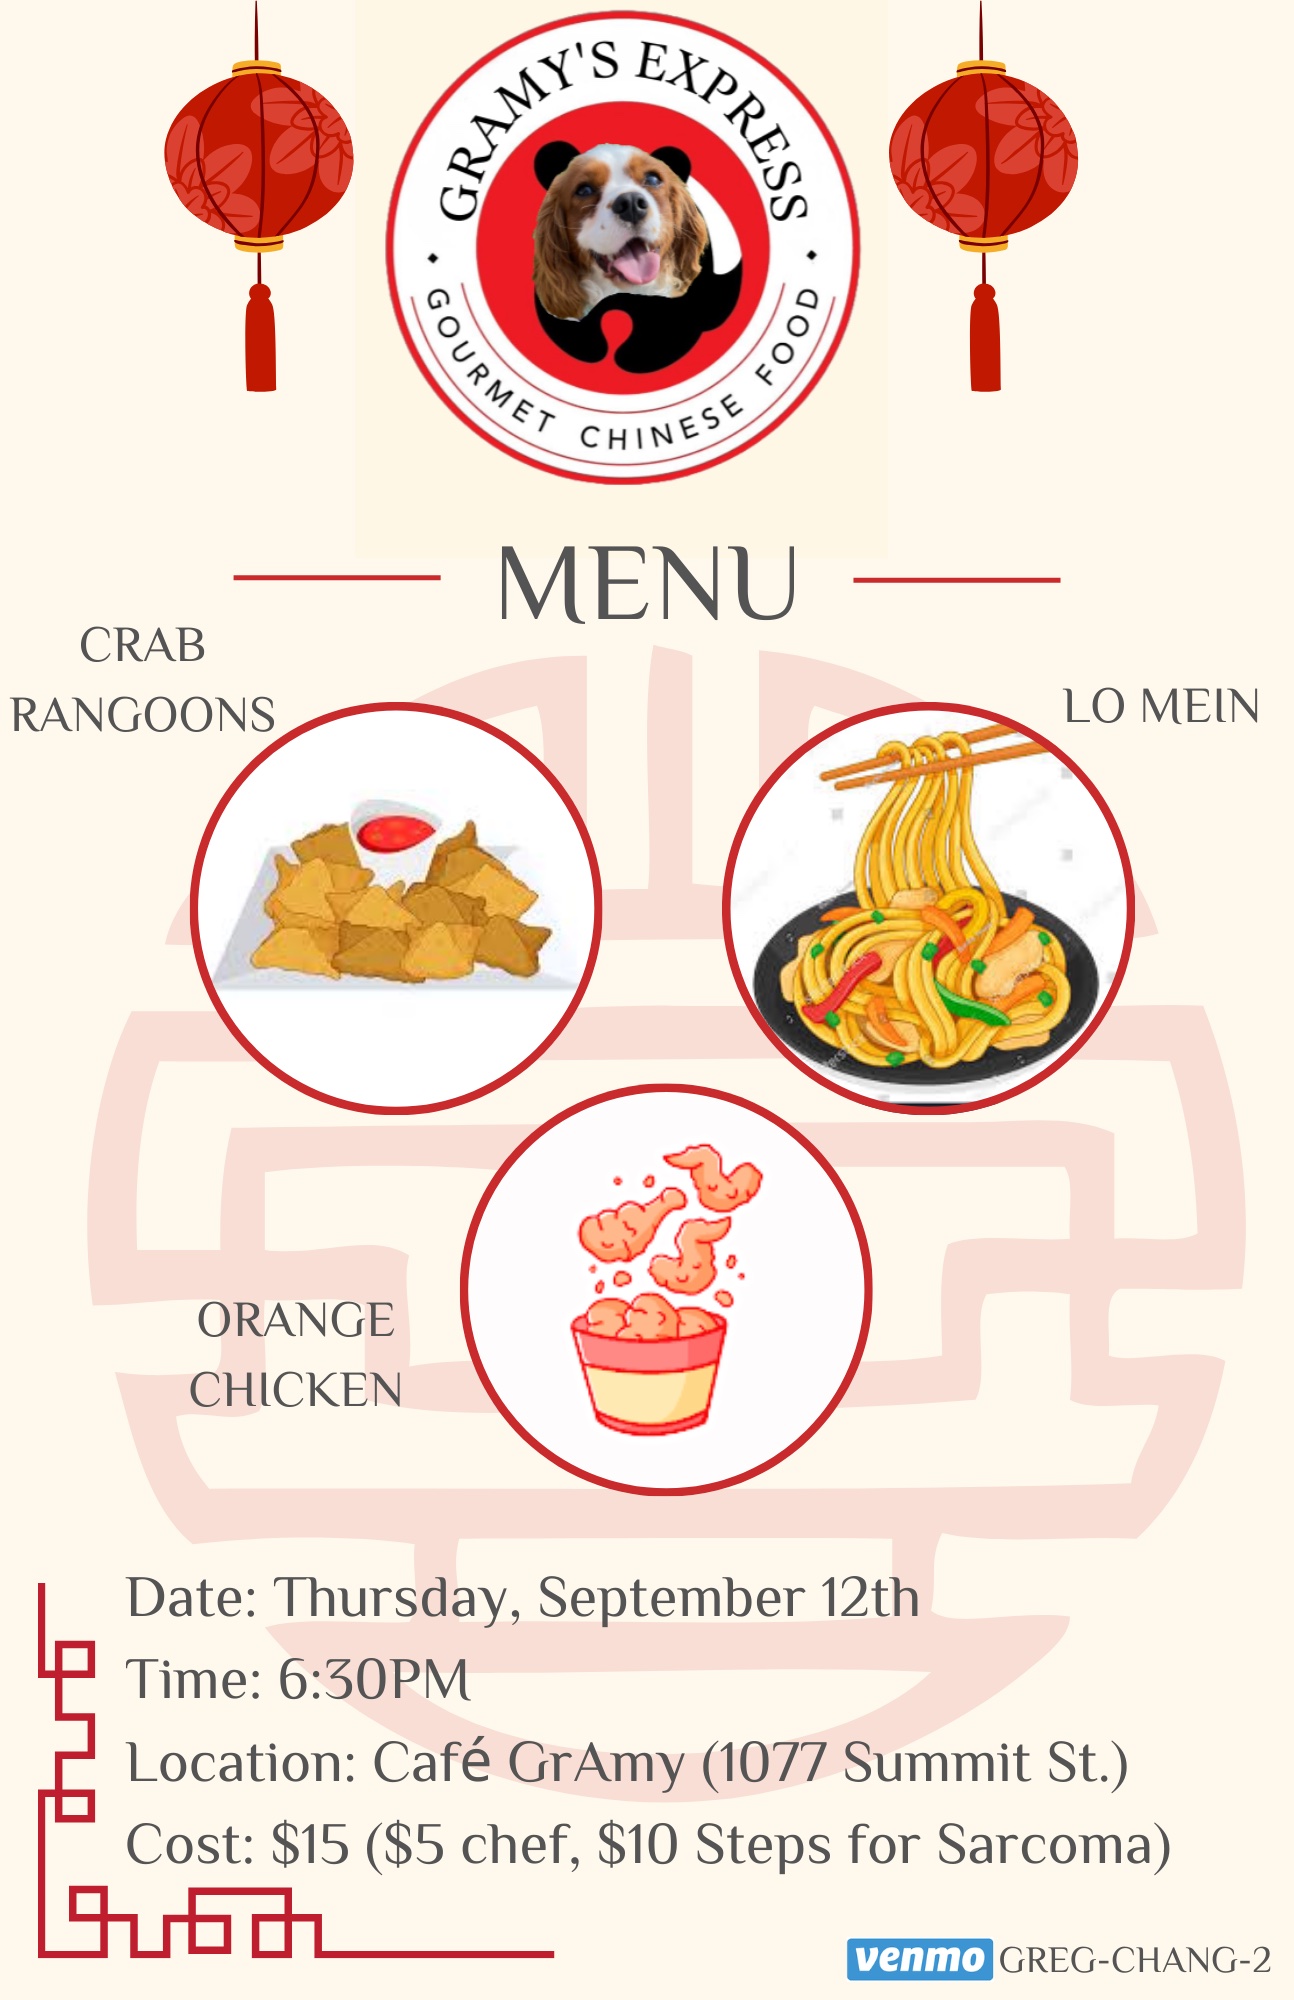 GRAMY'S EXPRESS
GOURMET CHINESE FOOD
MENU
CRAB
RANGOONS
LO MEIN
ORANGE
CHICKEN
Date: Thursday, September 12th
Time: 6:30PM
Location: Café GrAmy (1077 Summit St.)
Cost: $15 ($5 chef, $10 Steps for Sarcoma)
venmo GREG-CHANG-2